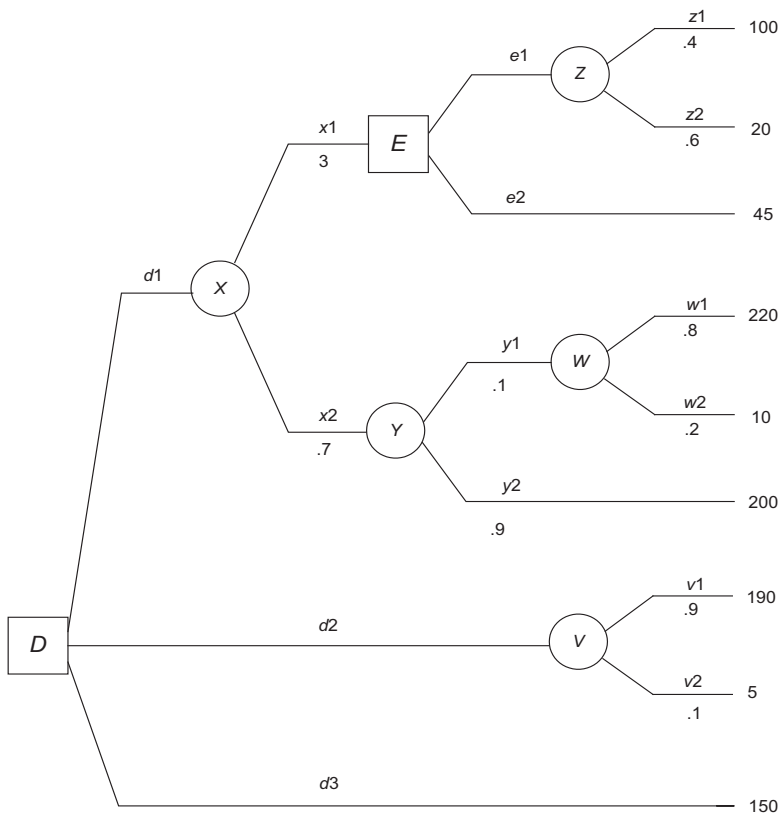 z1 100
.4
e1 Z
z2 20
.6
x1 E
3
e2 45
d1 X
w1 220
.8
y1 W
.1
w2 10
.2
x2 Y
.7
y2 200
.9
v1 190
.9
D d2 V
v2 5
.1
d3 150